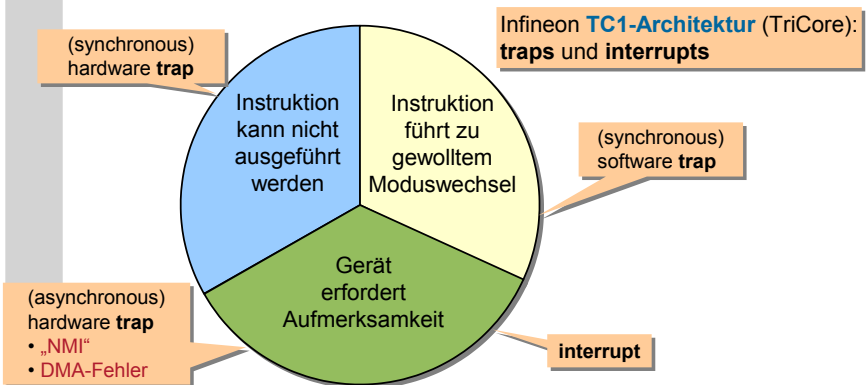 Infineon TC1-Architektur (TriCore):
traps und interrupts
(synchronous)
hardware trap
Instruktion
kann nicht
ausgeführt
werden
Instruktion
führt zu
gewolltem
Moduswechsel
(synchronous)
software trap
Gerät
erfordert
Aufmerksamkeit
(asynchronous)
hardware trap
• „NMI“
• DMA-Fehler
interrupt